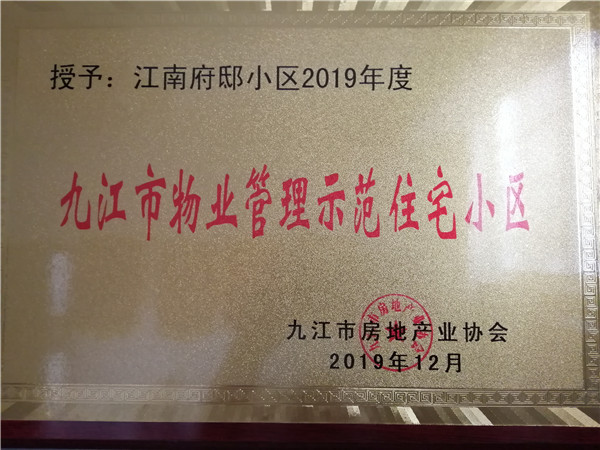 授予：江南府邸小区2019年度
九江市物业管理示范住宅小区
九江市房地产业协会
2019年12月